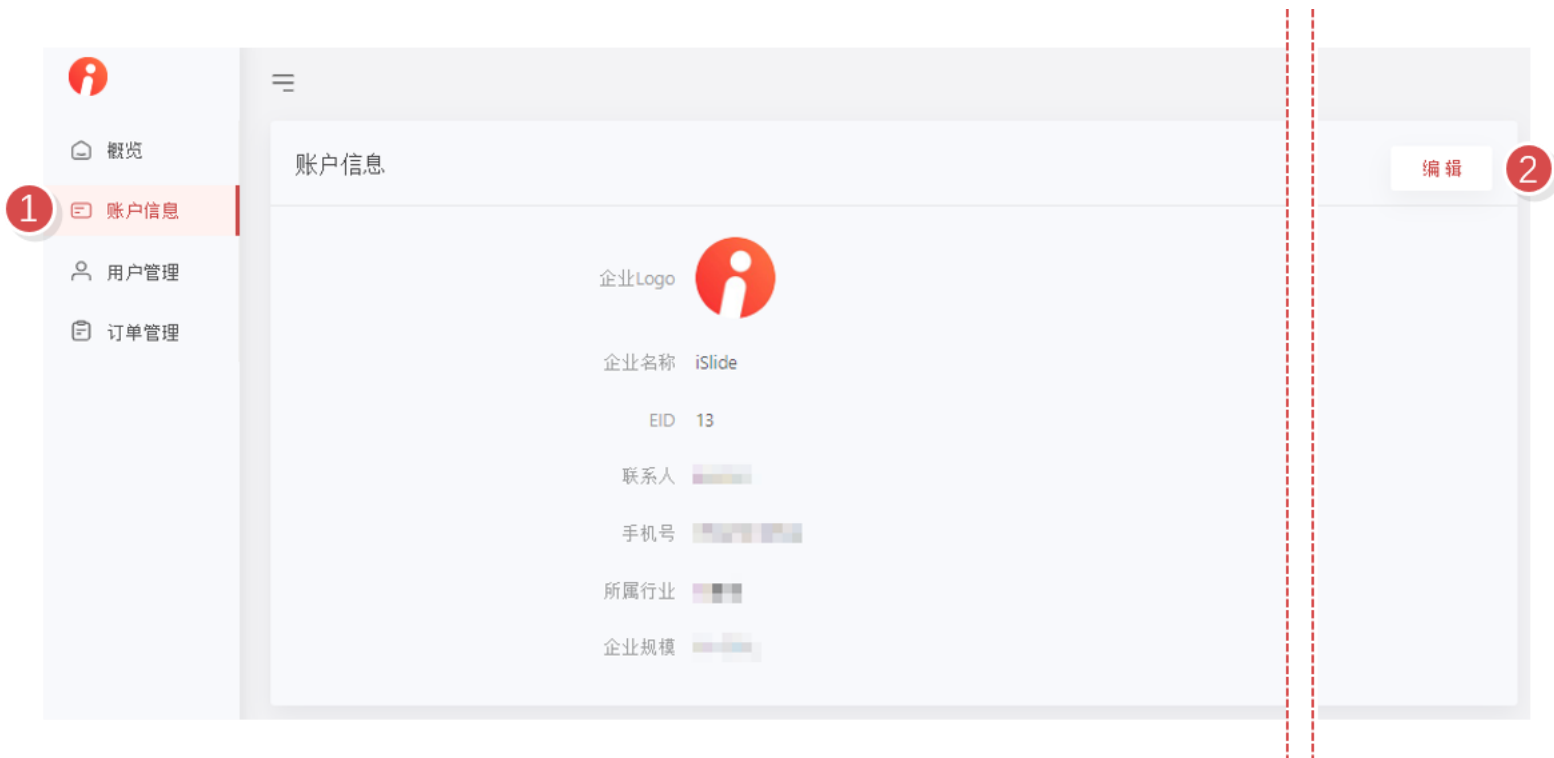 概览
1
账户信息
用户管理
订单管理
账户信息
编辑
2
企业Logo
企业名称 iSlide
EID 13
联系人
手机号
所属行业
企业规模